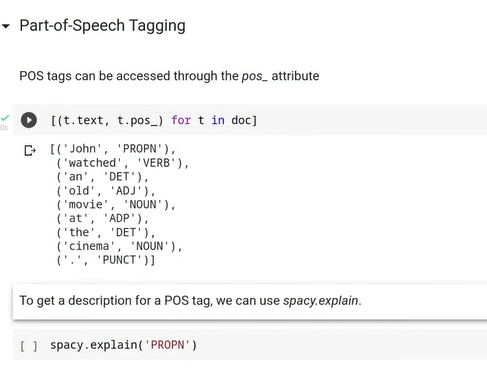 Part-of-Speech Tagging
POS tags can be accessed through the pos_ attribute
0s
[(t.text, t.pos_) for t in doc]
[('John', 'PROPN'),
('watched', 'VERB'),
('an', 'DET'),
('old', 'ADJ'),
('movie', 'NOUN'),
('at', 'ADP'),
('the', 'DET'),
('cinema', 'NOUN'),
('.', 'PUNCT')]
To get a description for a POS tag, we can use spacy.explain.
[ ] spacy.explain('PROPN')